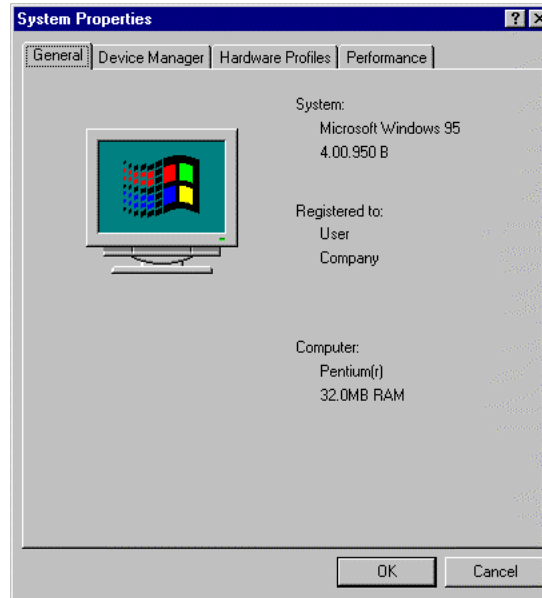 System Properties
General Device Manager Hardware Profiles Performance
System:
Microsoft Windows 95
4.00.950 B
Registered to:
User
Company
Computer:
Pentium(r)
32.0MB RAM
OK Cancel